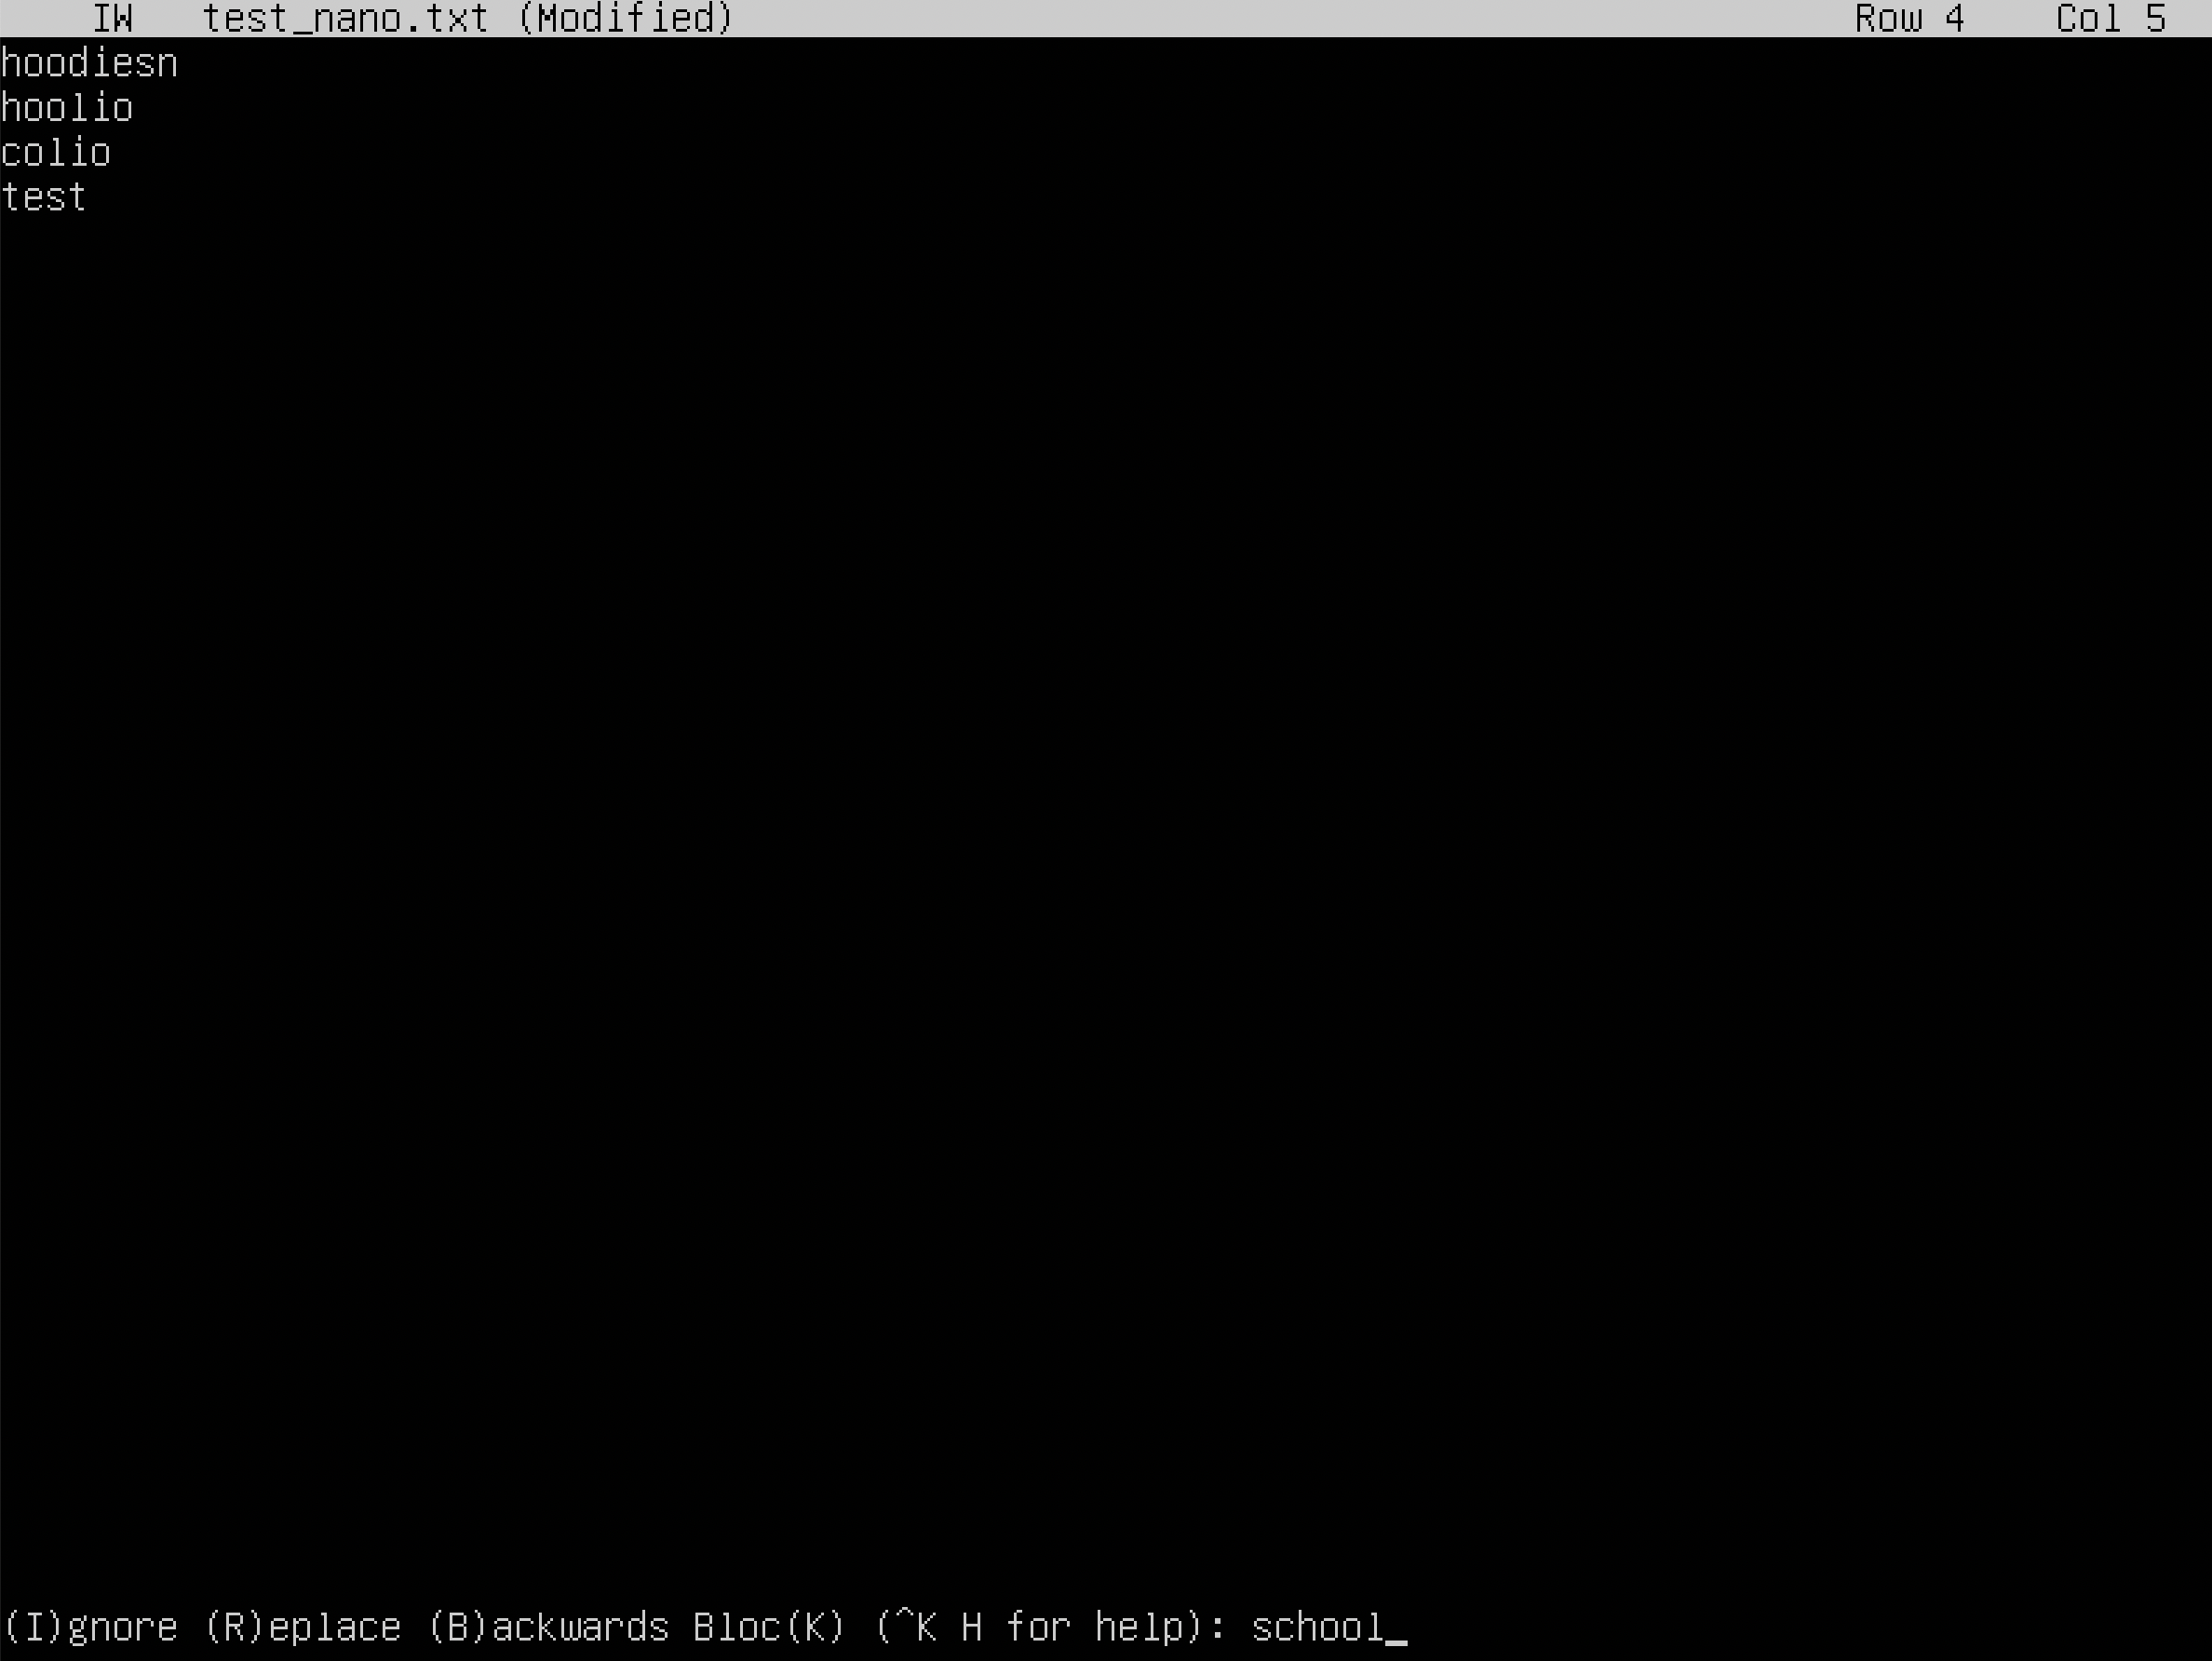 IW test_nano.txt (Modified) Row 4 Col 5
hoodiesn
hoolio
colio
test
(I)gnore (R)eplace (B)ackwards Bloc(K) (^K H for help): school_